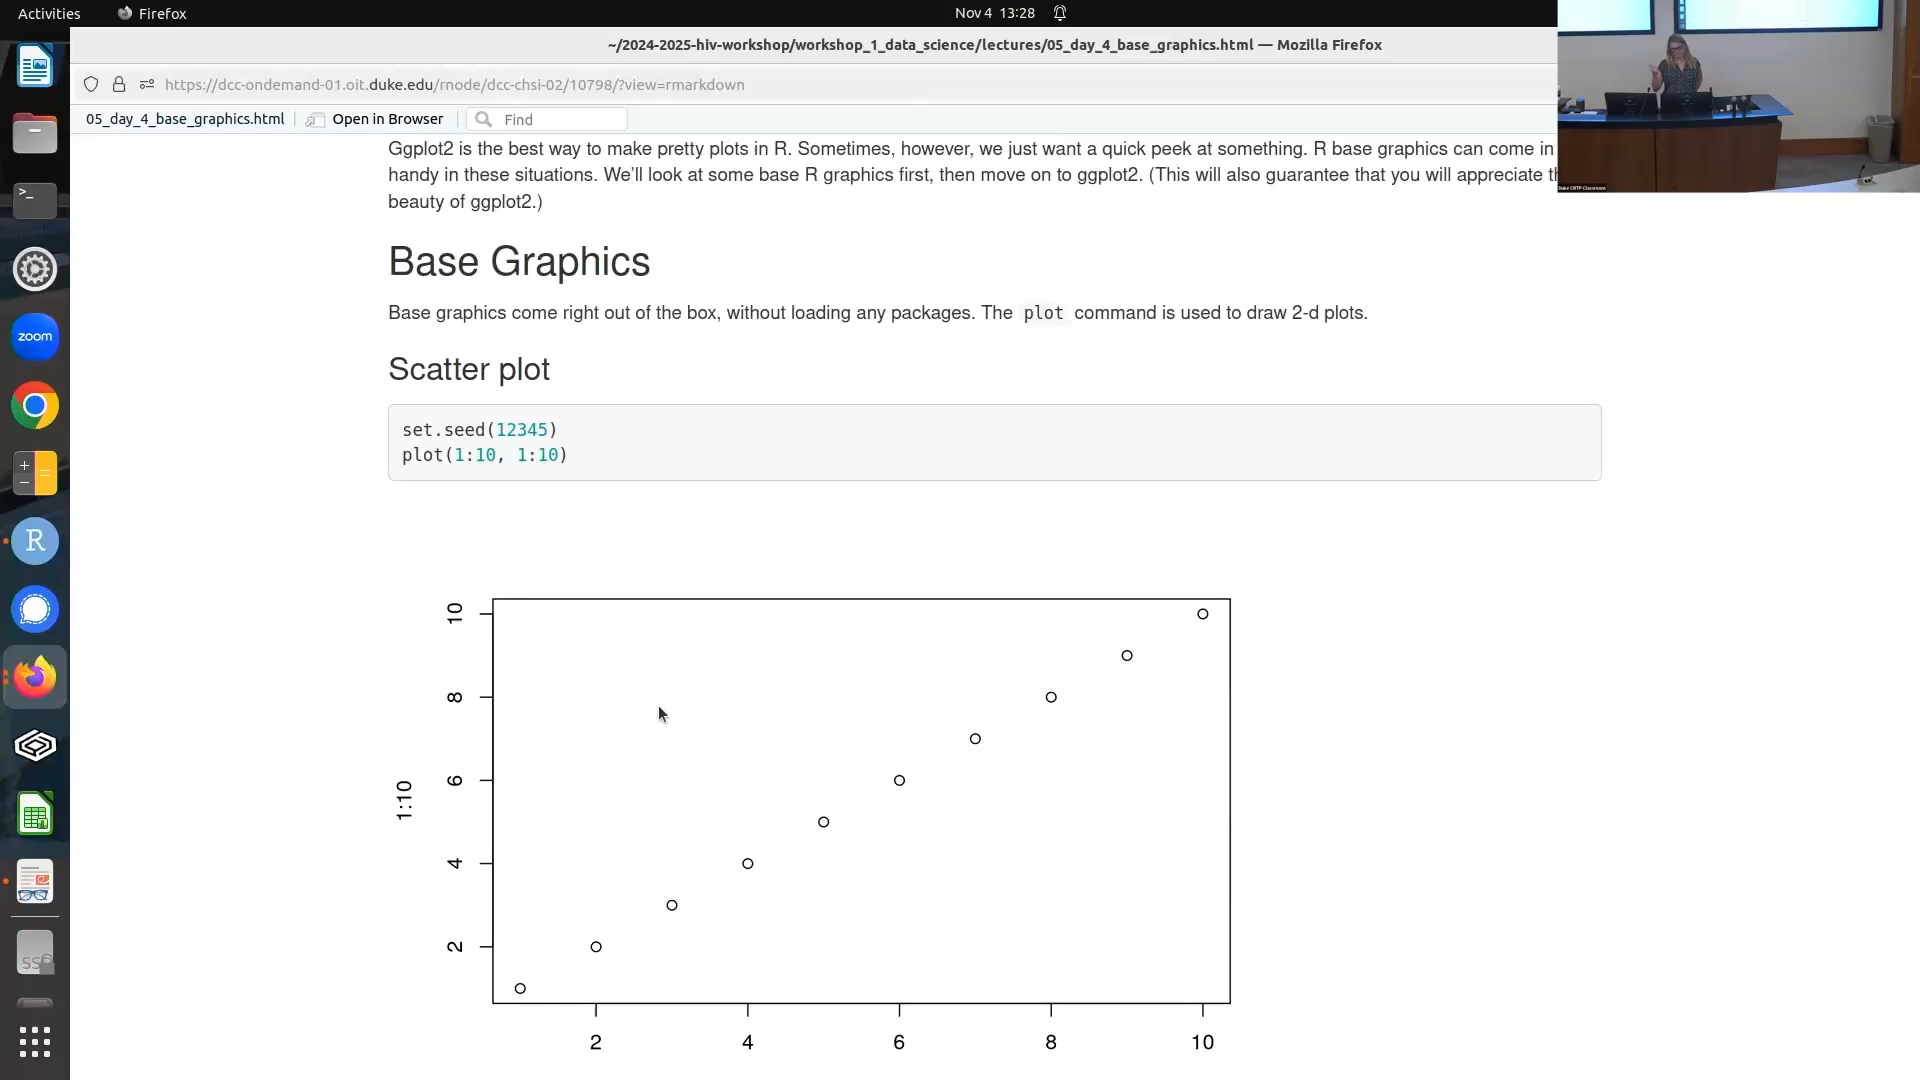 Activities
Firefox
Nov 4 13:28
~/2024-2025-hiv-workshop/workshop_1_data_science/lectures/05_day_4_base_graphics.html — Mozilla Firefox
https://dcc-ondemand-01.oit.duke.edu/rnode/dcc-chsi-02/10798/?view=rmarkdown
05_day_4_base_graphics.html
Open in Browser
Find
Duke CRTP Classroom
Ggplot2 is the best way to make pretty plots in R. Sometimes, however, we just want a quick peek at something. R base graphics can come in
handy in these situations. We'll look at some base R graphics first, then move on to ggplot2. (This will also guarantee that you will appreciate
beauty of ggplot2.)
Base Graphics
Base graphics come right out of the box, without loading any packages. The plot command is used to draw 2-d plots.
Scatter plot
set.seed(12345)
plot(1:10, 1:10)
10
8
6
4
2
1:10
2 4 6 8 10
zoom
R
SSD